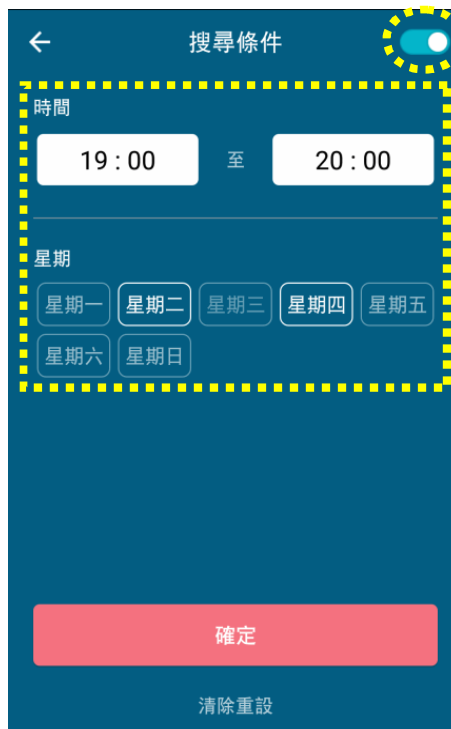 搜尋條件
時間
19 : 00 至 20 : 00
星期
星期一 星期二 星期三 星期四 星期五
星期六 星期日
確定
清除重設